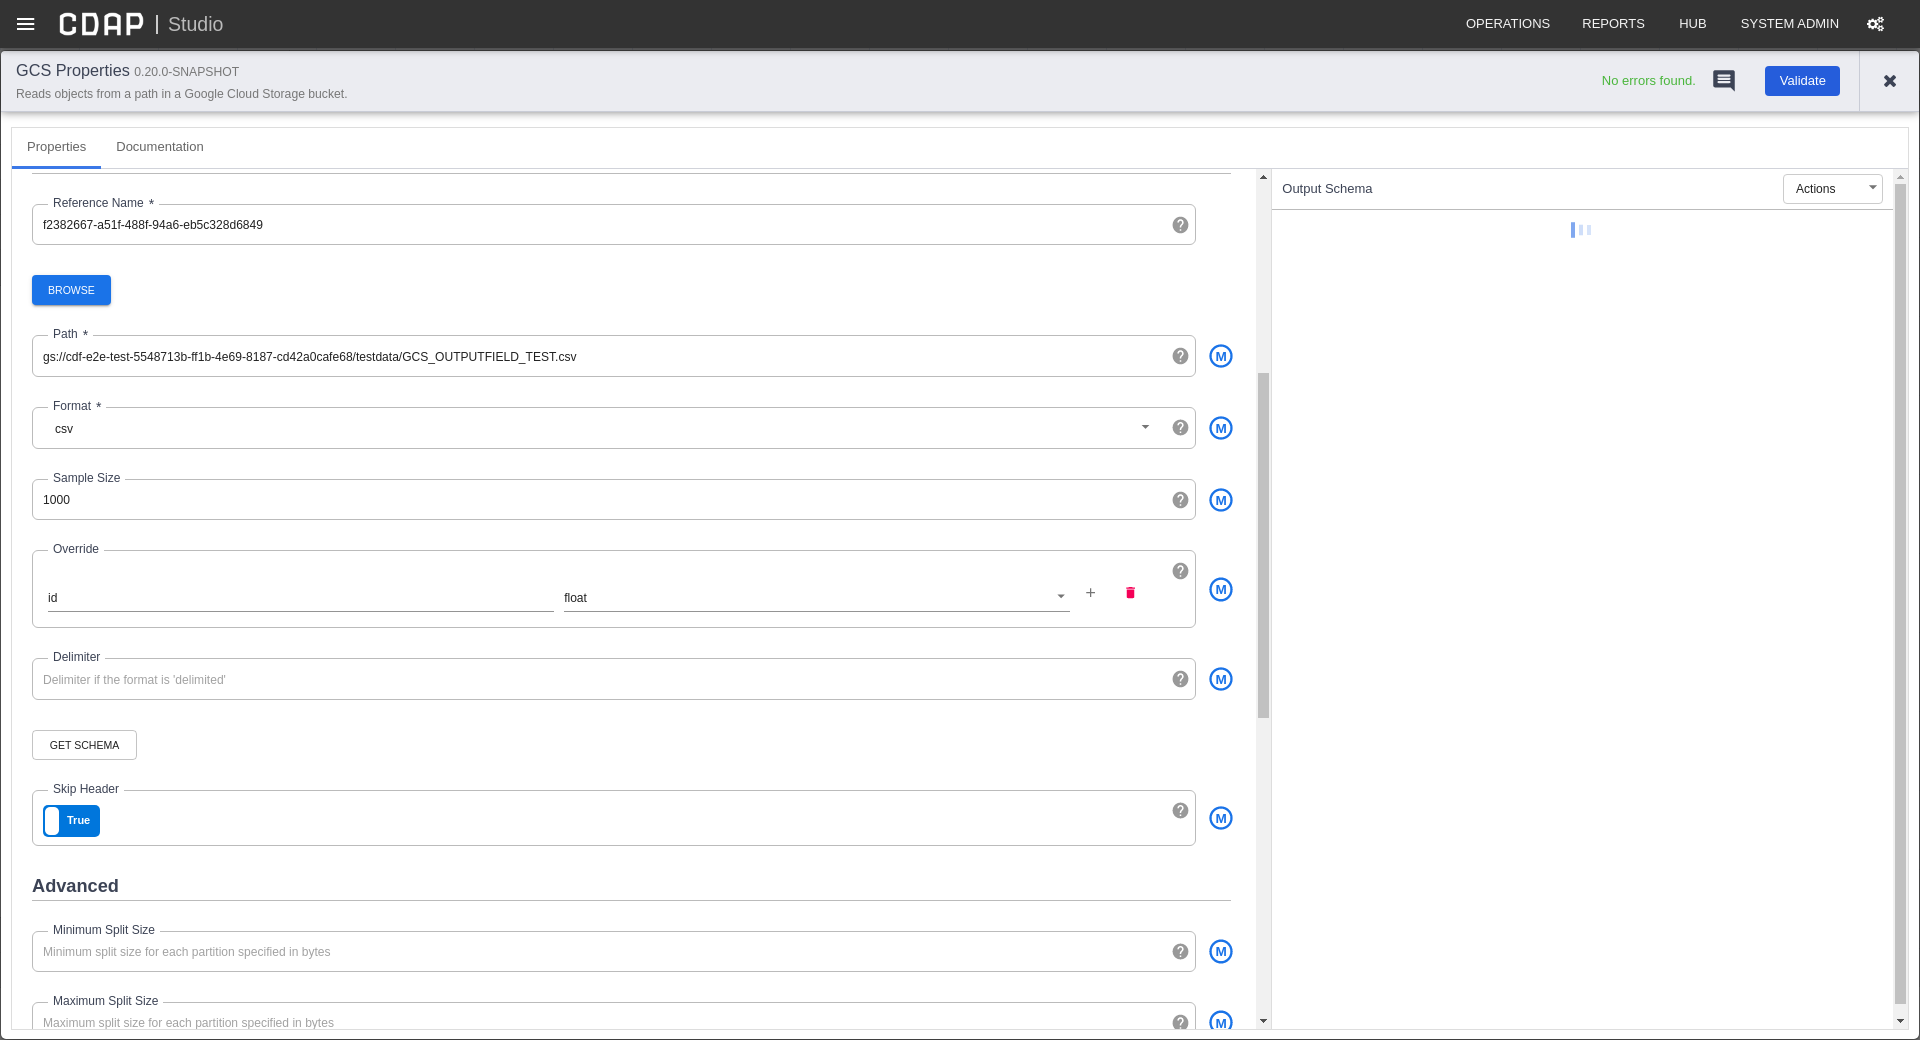 CDAP | Studio
OPERATIONS REPORTS HUB SYSTEM ADMIN
GCS Properties 0.20.0-SNAPSHOT
Reads objects from a path in a Google Cloud Storage bucket.
No errors found.
Validate
Properties Documentation
Reference Name *
f2382667-a51f-488f-94a6-eb5c328d6849
BROWSE
Path *
gs://cdf-e2e-test-5548713b-ff1b-4e69-8187-cd42a0cafe68/testdata/GCS_OUTPUTFIELD_TEST.csv
M
Format *
csv
M
Sample Size
1000
M
Override
id float
M
Delimiter
Delimiter if the format is 'delimited'
M
GET SCHEMA
Skip Header
True
M
Advanced
Minimum Split Size
Minimum split size for each partition specified in bytes
M
Maximum Split Size
Maximum split size for each partition specified in bytes
M
Output Schema
Actions